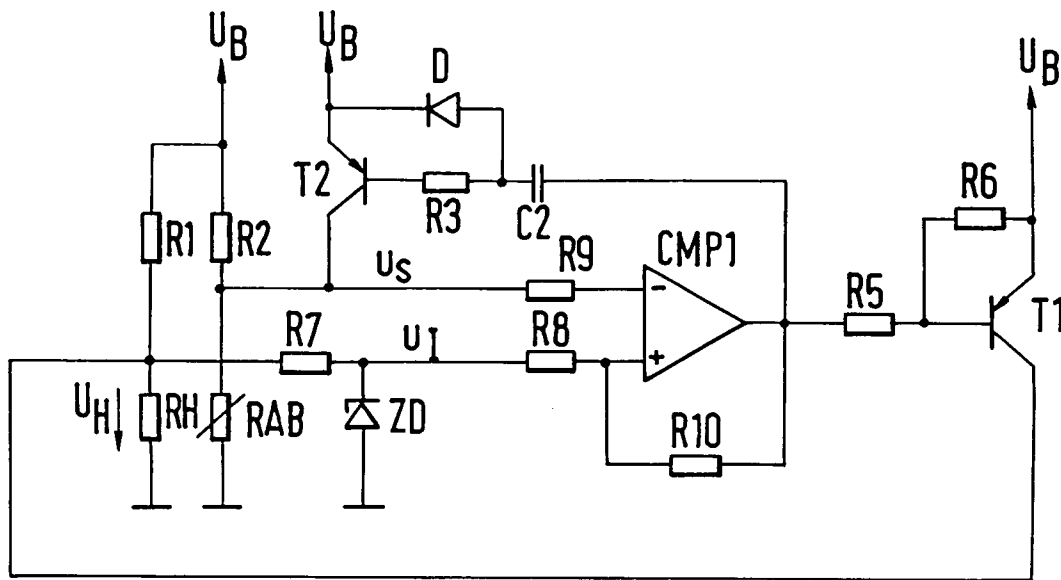 UB
UB
UB
D
T2
R3
C2
R6
R1
R2
CMP1
R9
US
−
R5
T1
R7
UI
R8
+
UH
RH
RAB
ZD
R10